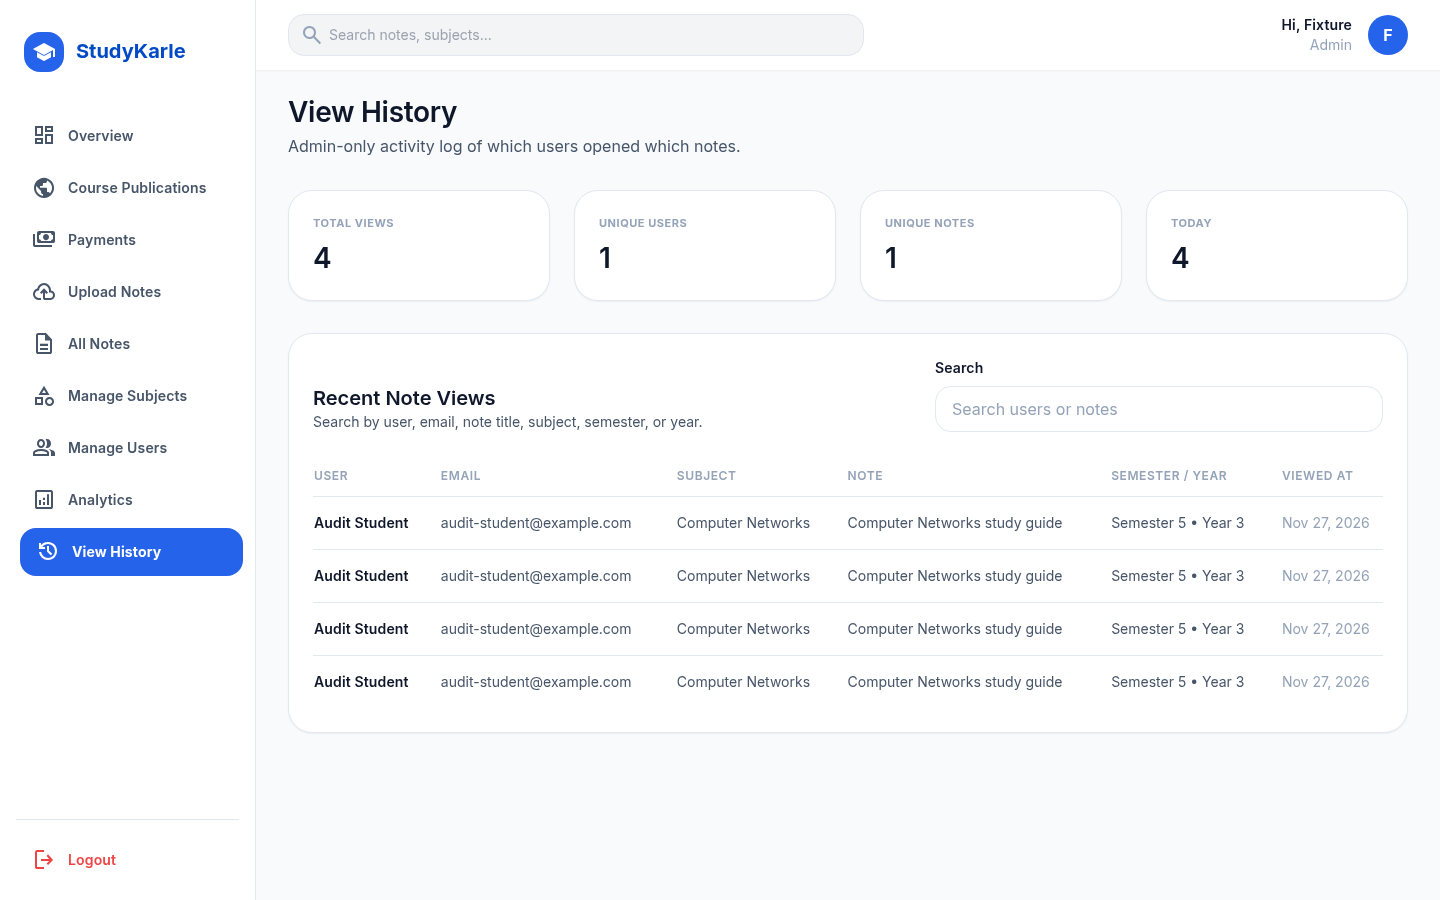 StudyKarle
Search notes, subjects...
Hi, Fixture
Admin
F
Overview
Course Publications
Payments
Upload Notes
All Notes
Manage Subjects
Manage Users
Analytics
View History
Logout
View History
Admin-only activity log of which users opened which notes.
TOTAL VIEWS
4
UNIQUE USERS
1
UNIQUE NOTES
1
TODAY
4
Recent Note Views
Search by user, email, note title, subject, semester, or year.
Search
Search users or notes
USER EMAIL SUBJECT NOTE SEMESTER / YEAR VIEWED AT
Audit Student audit-student@example.com Computer Networks Computer Networks study guide Semester 5 • Year 3 Nov 27, 2026
Audit Student audit-student@example.com Computer Networks Computer Networks study guide Semester 5 • Year 3 Nov 27, 2026
Audit Student audit-student@example.com Computer Networks Computer Networks study guide Semester 5 • Year 3 Nov 27, 2026
Audit Student audit-student@example.com Computer Networks Computer Networks study guide Semester 5 • Year 3 Nov 27, 2026